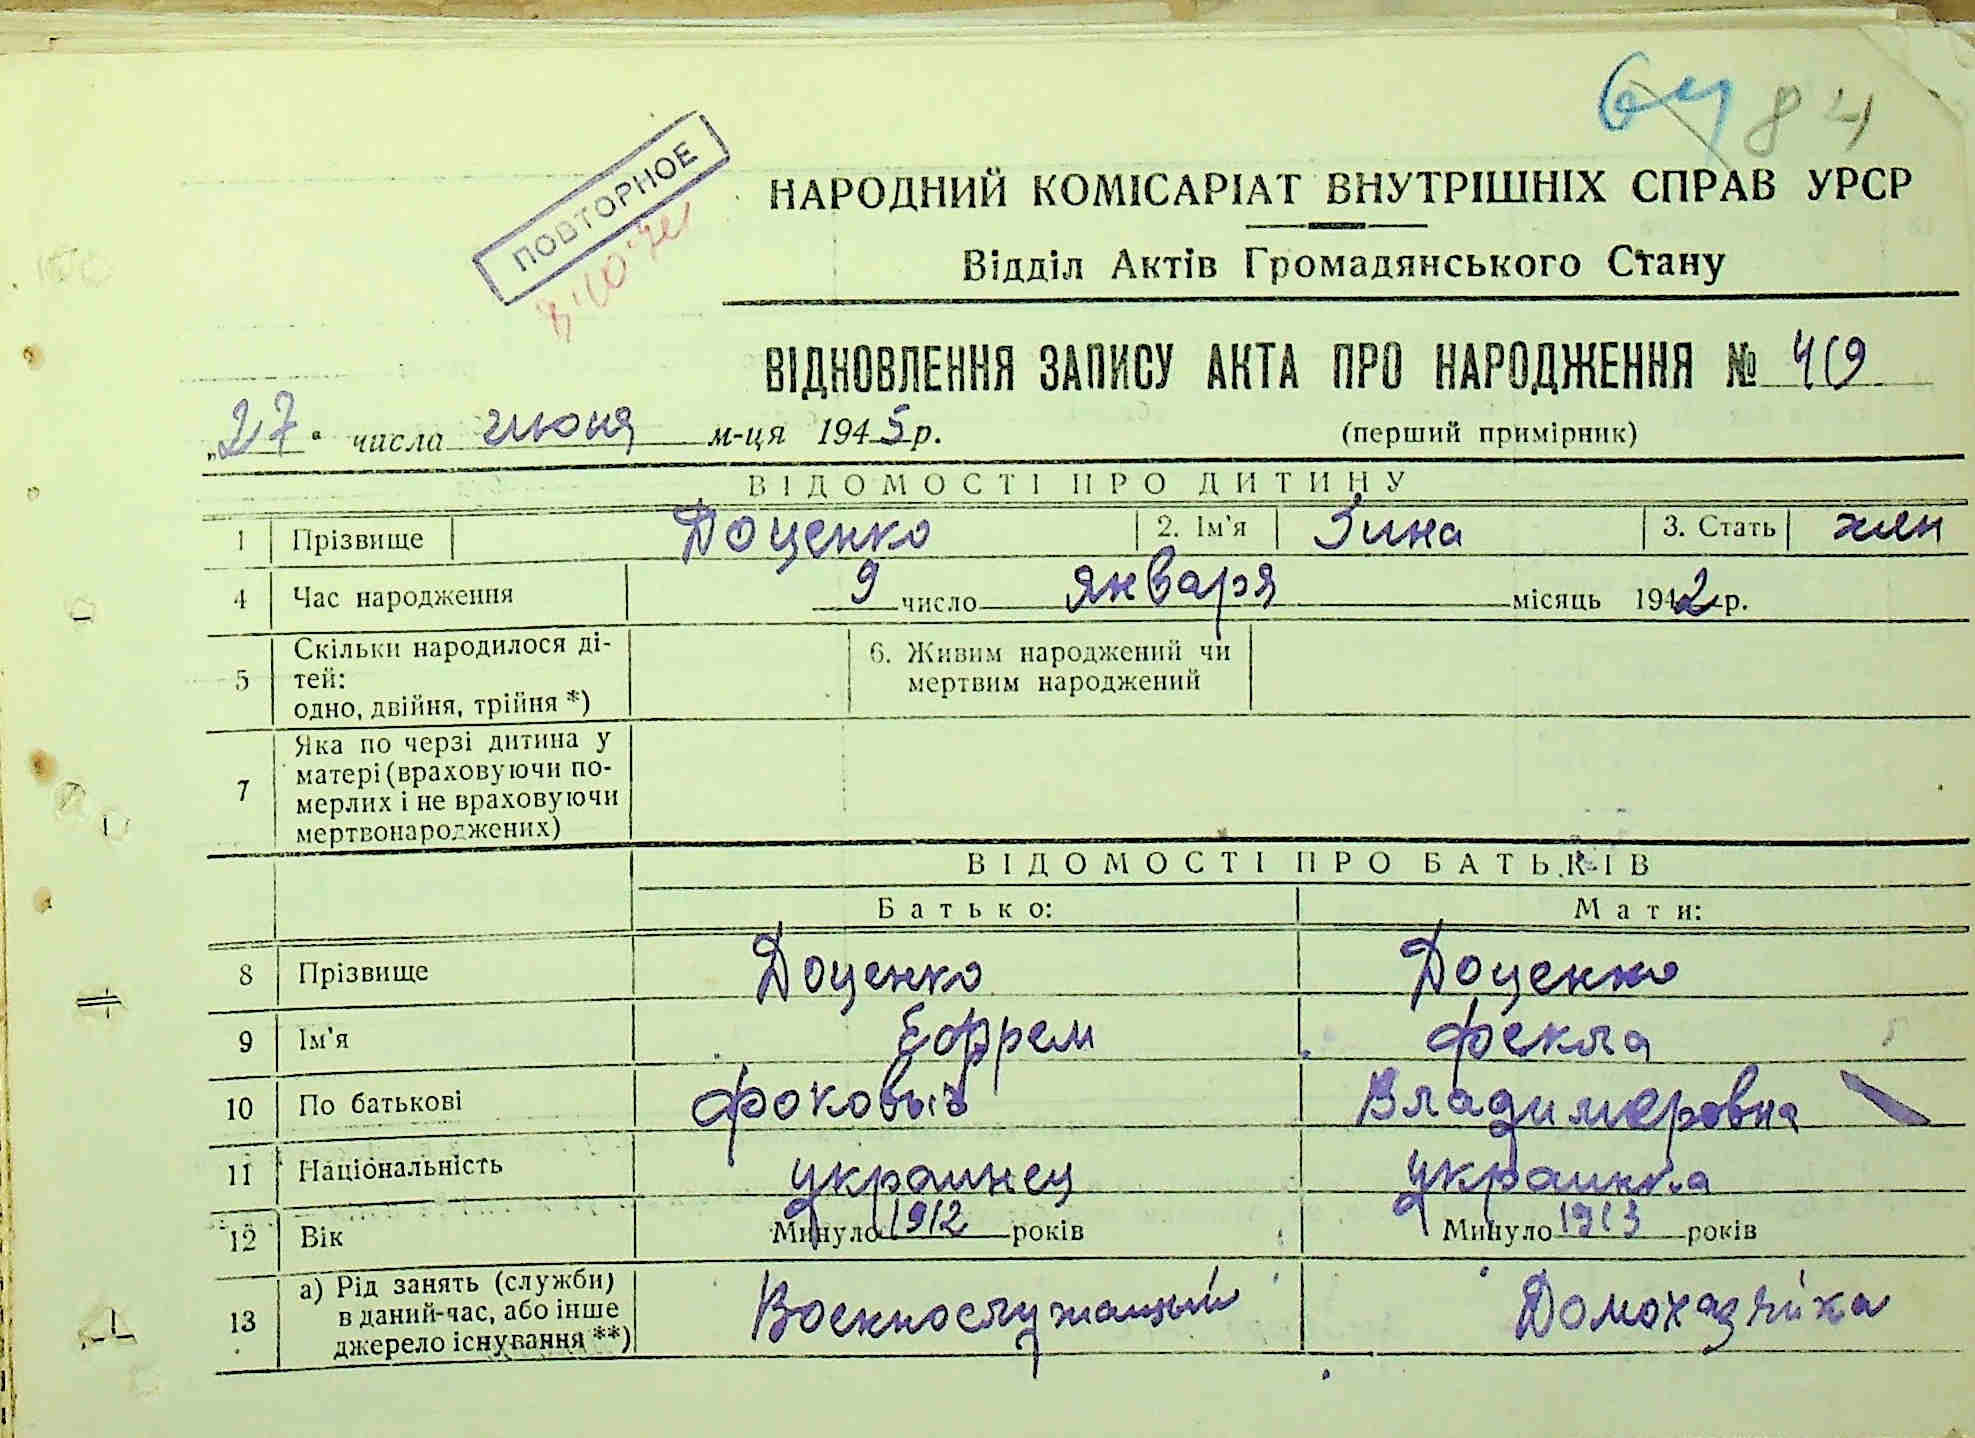 84
ПОВТОРНОЕ
НАРОДНИЙ КОМІСАРІАТ ВНУТРІШНІХ СПРАВ УРСР
Відділ Актів Громадянського Стану
ВІДНОВЛЕННЯ ЗАПИСУ АКТА ПРО НАРОДЖЕННЯ №
„27“ числа июня м-ця 1945 р. (перший примірник)
ВІДОМОСТІ ПРО ДИТИНУ
1 Прізвище Доценко 2. Ім'я Зина 3. Стать жен
4 Час народження 9 число января місяць 1942 р.
5 Скільки народилося ді-
тей:
одно, двійня, трійня *)
6. Живим народжений чи
мертвим народжений
7 Яка по черзі дитина у
матері (враховуючи по-
мерлих і не враховуючи
мертвонароджених)
ВІДОМОСТІ ПРО БАТЬКІВ
Батько: Мати:
8 Прізвище Доценко Доценко
9 Ім'я Ефрем Фекла
10 По батькові Фокович Владимеровна
11 Національність украинец украинка
12 Вік Минуло 1912 років Минуло 1913 років
13 а) Рід занять (служби)
в даний час, або інше
джерело існування **)
Военнослужащий Домохазяйка